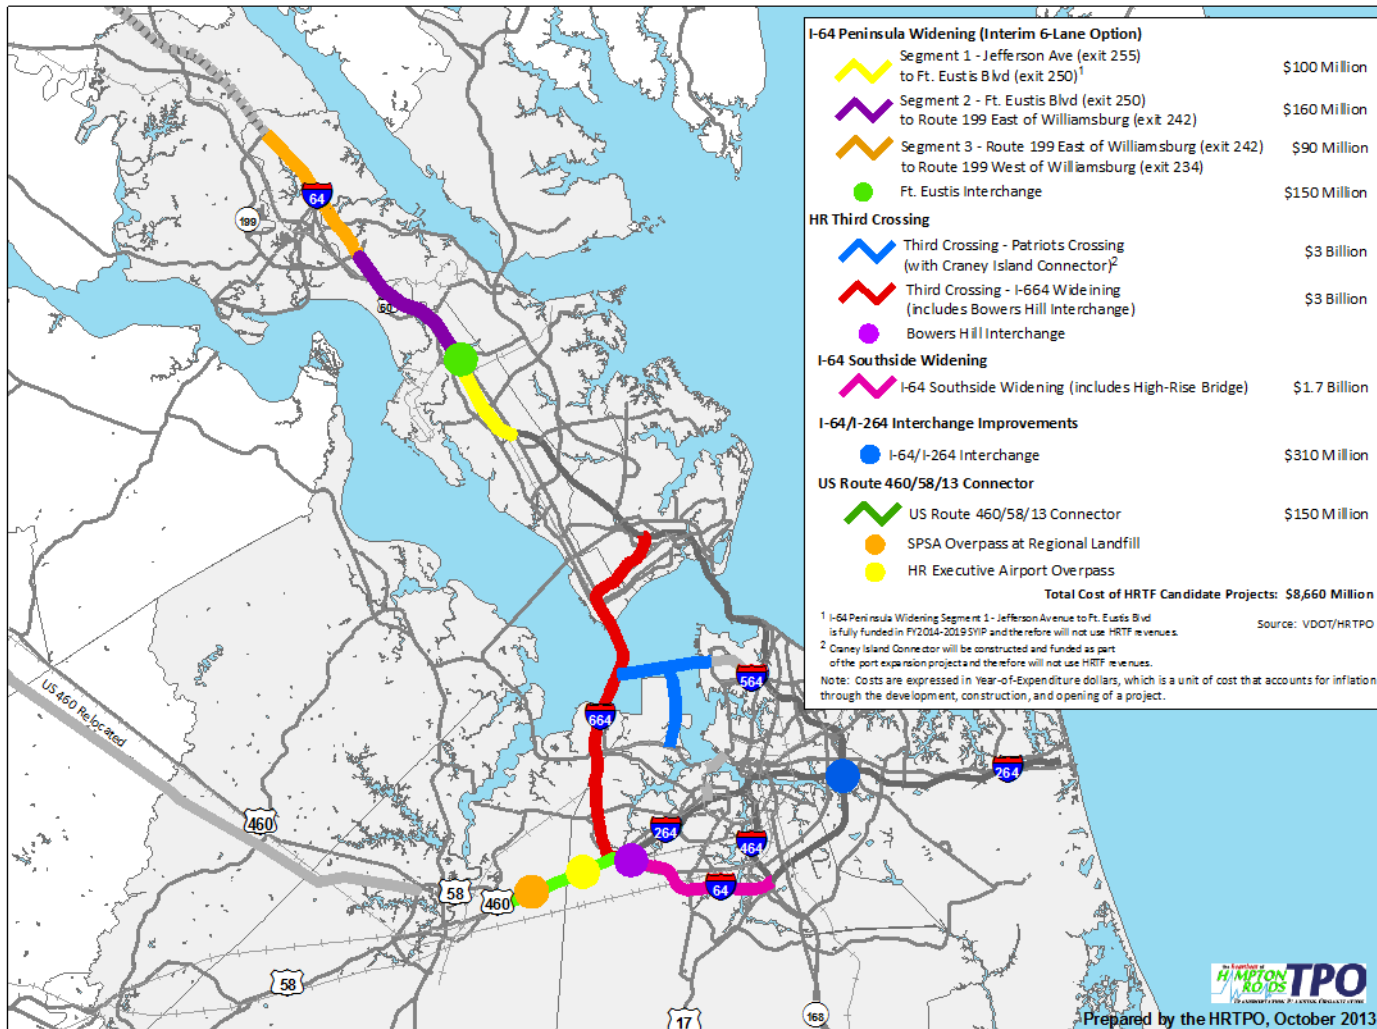 I-64 Peninsula Widening (Interim 6-Lane Option)
Segment 1 - Jefferson Ave (exit 255)
to Ft. Eustis Blvd (exit 250)1
$100 Million
Segment 2 - Ft. Eustis Blvd (exit 250)
to Route 199 East of Williamsburg (exit 242)
$160 Million
Segment 3 - Route 199 East of Williamsburg (exit 242)
to Route 199 West of Williamsburg (exit 234)
$90 Million
Ft. Eustis Interchange
$150 Million
HR Third Crossing
Third Crossing - Patriots Crossing
(with Craney Island Connector)2
$3 Billion
Third Crossing - I-664 Wideining
(includes Bowers Hill Interchange)
$3 Billion
Bowers Hill Interchange
I-64 Southside Widening
I-64 Southside Widening (includes High-Rise Bridge)
$1.7 Billion
I-64/I-264 Interchange Improvements
I-64/I-264 Interchange
$310 Million
US Route 460/58/13 Connector
US Route 460/58/13 Connector
$150 Million
SPSA Overpass at Regional Landfill
HR Executive Airport Overpass
Total Cost of HRTF Candidate Projects: $8,660 Million
1 I-64 Peninsula Widening Segment 1 - Jefferson Avenue to Ft. Eustis Blvd
is fully funded in FY2014-2019 SYIP and therefore will not use HRTF revenues.
Source: VDOT/HRTPO
2 Craney Island Connector will be constructed and funded as part
of the port expansion project and therefore will not use HRTF revenues.
Note: Costs are expressed in Year-of-Expenditure dollars, which is a unit of cost that accounts for inflation
through the development, construction, and opening of a project.
64
199
60
564
664
US 460 Relocated
264
460
264
464
58
460
64
58
17
168
HAMPTON
ROADS
TPO
Prepared by the HRTPO, October 2013